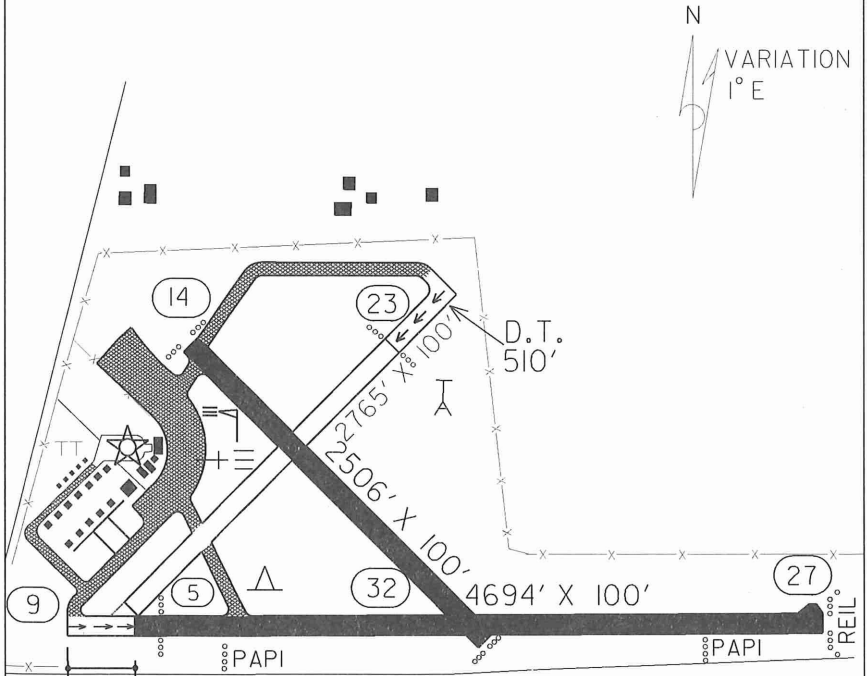 N
VARIATION
1° E
14
23
D.T.
510'
2765' X 100'
TT
2506' X 100'
9
5
32
4694' X 100'
27
PAPI
PAPI
REIL